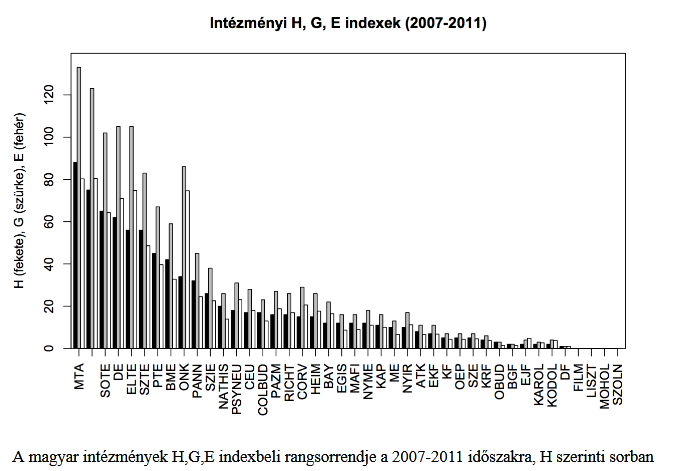 Intézményi H, G, E indexek (2007-2011)
H (fekete), G (szürke), E (fehér)
120
100
80
60
40
20
0
MTA
SOTE
DE
ELTE
SZTE
PTE
BME
ONK
PANN
SZIE
NATHIS
PSYNEU
CEU
COLBUD
PAZM
RICHT
CORV
HEIM
BAY
EGIS
MAFI
NYME
KAP
ME
NYIR
ATK
EKF
KF
OEP
SZE
KRF
OBUD
BGF
EJF
KAROL
KODOL
DF
FILM
LISZT
MOHOL
SZOLN
A magyar intézmények H,G,E indexbeli rangsorrendje a 2007-2011 időszakra, H szerinti sorban